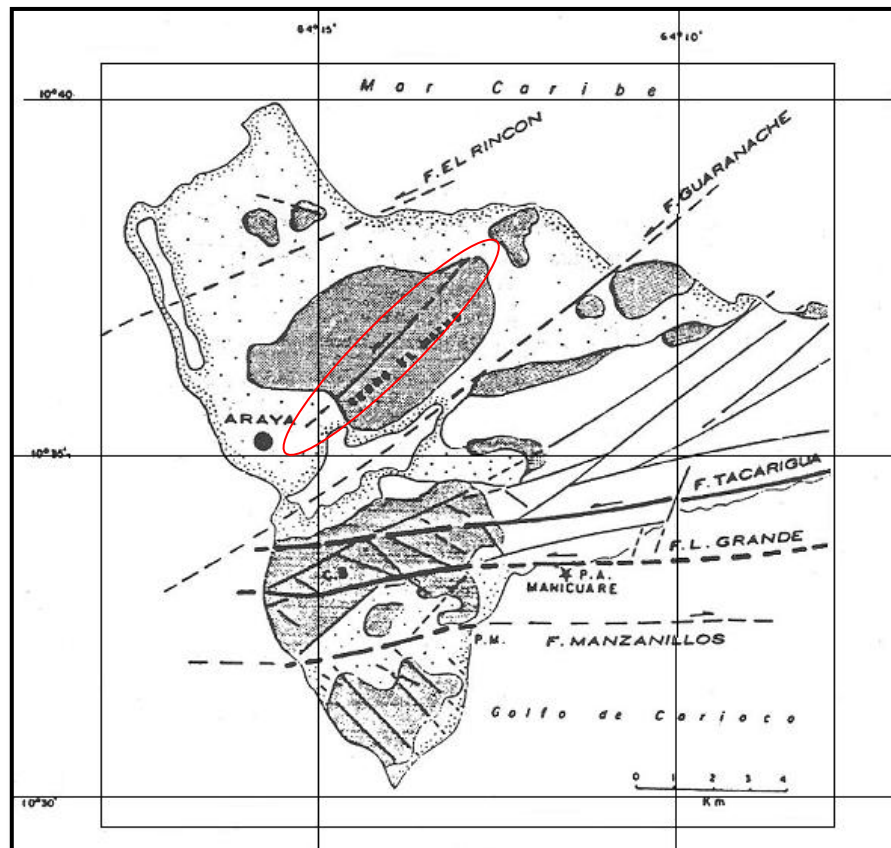 64°15'
64°10'
10°40
Mar Caribe
F. EL RINCON
F. GUARANACHE
ARAYA
10°35'
F. TACARIGUA
F.L. GRANDE
C.B
P.A.
MANICUARE
P.M.
F. MANZANILLOS
Golfo de Carioco
10°30'
0 1 2 3 4
Km